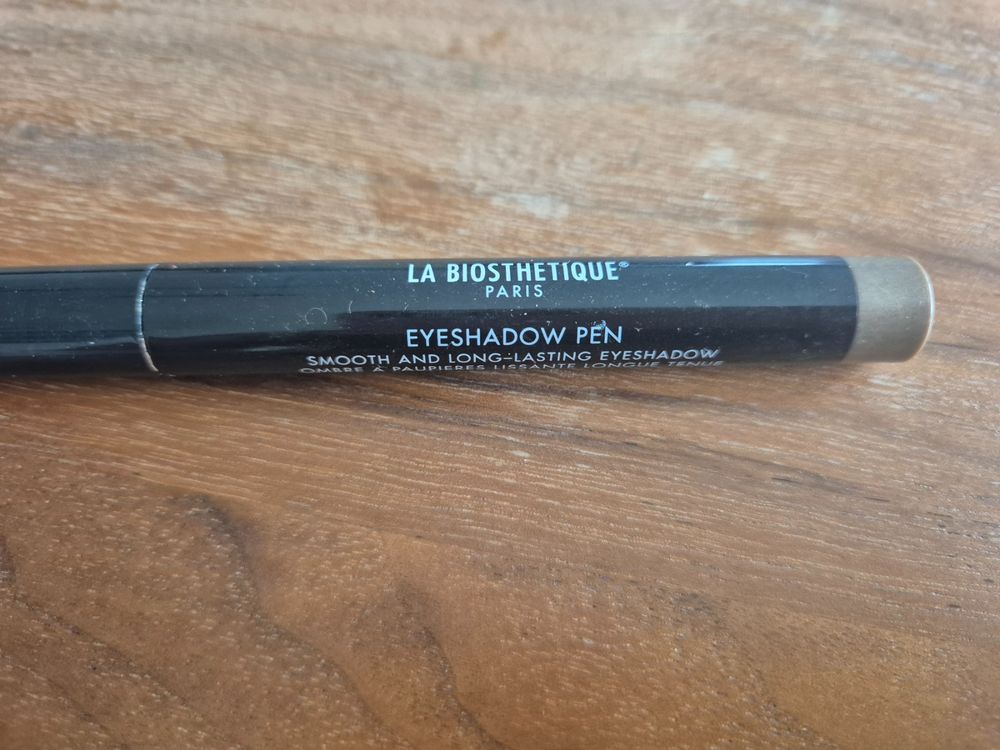 LA BIOSTHETIQUE®
PARIS
EYESHADOW PEN
SMOOTH AND LONG-LASTING EYESHADOW
OMBRE À PAUPIÈRES LISSANTE LONGUE TENUE